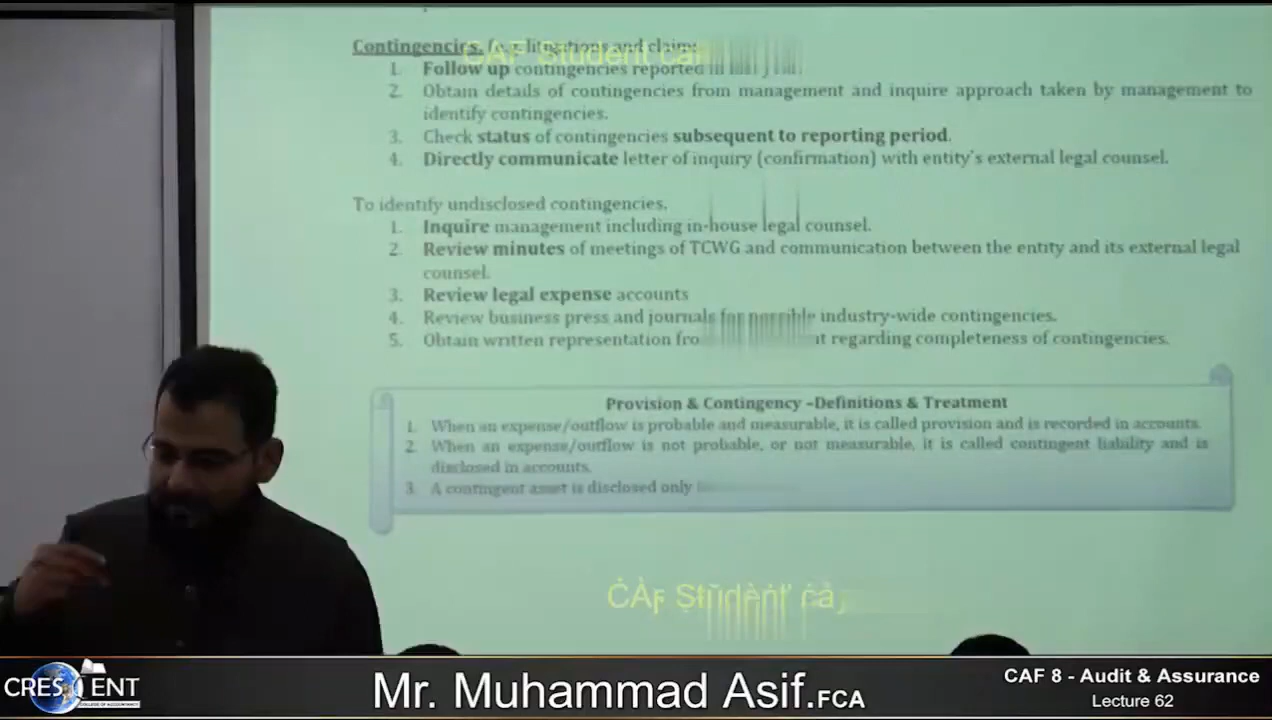 Contingencies. (e.g. litigations and claims
CAF Student ca
1. Follow up contingencies reported in last year.
2. Obtain details of contingencies from management and inquire approach taken by management to
identify contingencies.
3. Check status of contingencies subsequent to reporting period.
4. Directly communicate letter of inquiry (confirmation) with entity's external legal counsel.
To identify undisclosed contingencies.
1. Inquire management including in-house legal counsel.
2. Review minutes of meetings of TCWG and communication between the entity and its external legal
counsel.
3. Review legal expense accounts
4. Review business press and journals for possible industry-wide contingencies.
5. Obtain written representation regarding completeness of contingencies.
Provision & Contingency –Definitions & Treatment
1. When an expense/outflow is probable and measurable, it is called provision and is recorded in accounts.
2. When an expense/outflow is not probable, or not measurable, it is called contingent liability and is
disclosed in accounts.
3. A contingent asset is disclosed only
CRESCENT
COLLEGE OF ACCOUNTANCY
Mr. Muhammad Asif.FCA
CAF 8 - Audit & Assurance
Lecture 62